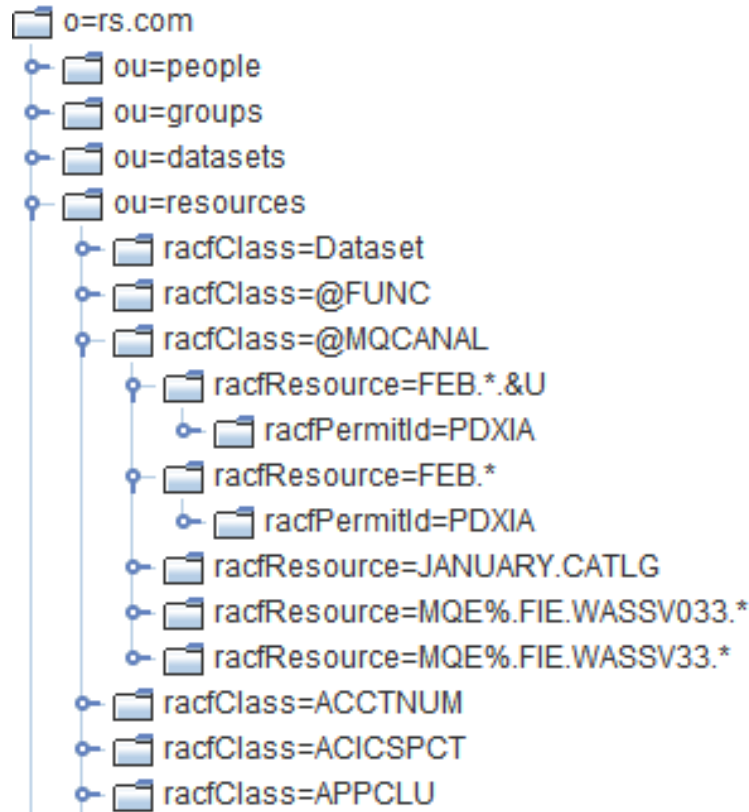 o=rs.com
ou=people
ou=groups
ou=datasets
ou=resources
racfClass=Dataset
racfClass=@FUNC
racfClass=@MQCANAL
racfResource=FEB.*.&U
racfPermitId=PDXIA
racfResource=FEB.*
racfPermitId=PDXIA
racfResource=JANUARY.CATLG
racfResource=MQE%.FIE.WASSV033.*
racfResource=MQE%.FIE.WASSV33.*
racfClass=ACCTNUM
racfClass=ACICSPCT
racfClass=APPCLU